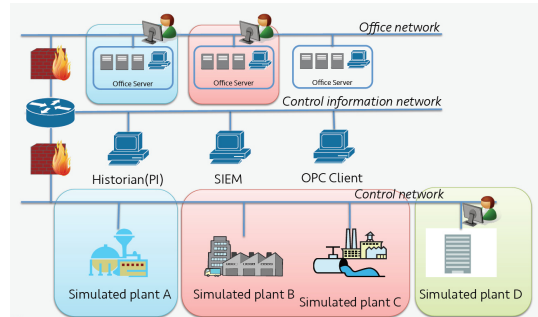 Office network
Office Server
Office Server
Office Server
Control information network
Historian(PI)
SIEM
OPC Client
Control network
Simulated plant A
Simulated plant B
Simulated plant C
Simulated plant D